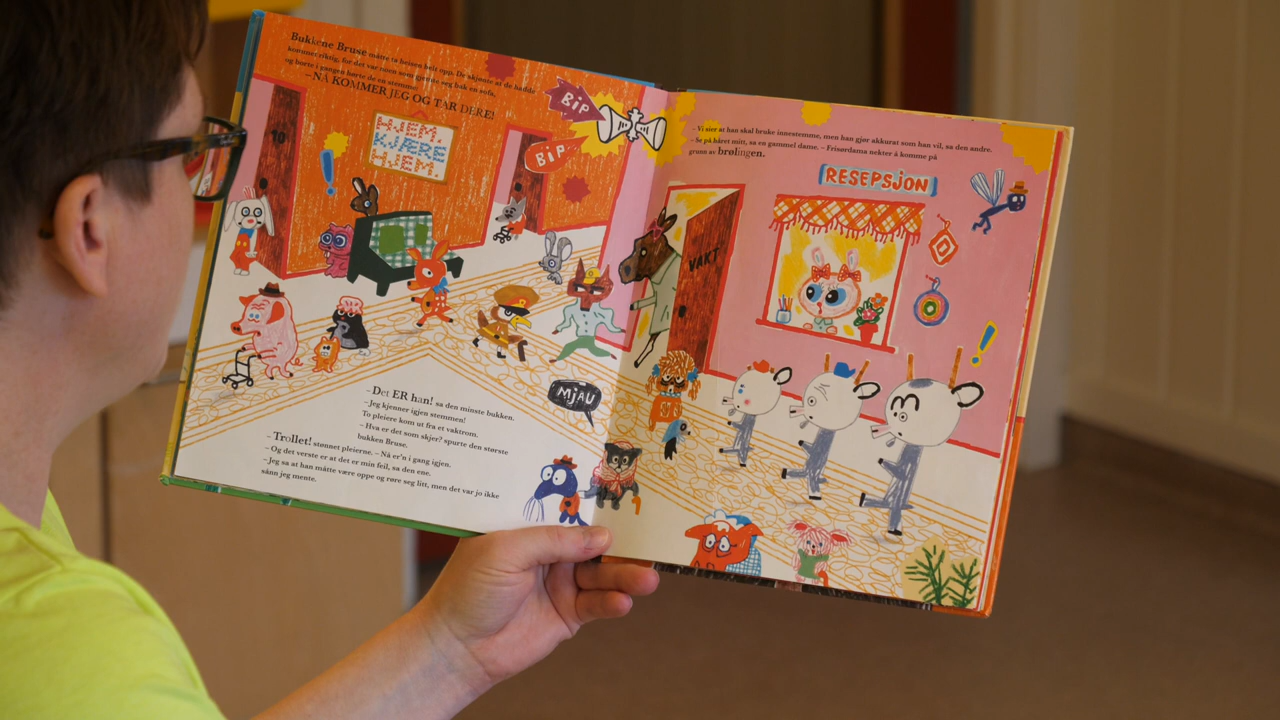 Bukkene Bruse måtte ta heisen helt opp. De skjønte at de hadde
kommet riktig, for det var noen som gjemte seg bak en sofa,
og borte i gangen hørte de en stemme:
– NÅ KOMMER JEG OG TAR DERE!
BIP
BIP
10
HJEM,
KJÆRE
HJEM.
– Det ER han! sa den minste bukken.
– Jeg kjenner igjen stemmen!
To pleiere kom ut fra et vaktrom.
– Hva er det som skjer? spurte den største
bukken Bruse.
– Trollet! stønnet pleierne. – Nå er'n i gang igjen.
– Og det verste er at det er min feil, sa den ene.
– Jeg sa at han måtte være oppe og røre seg litt, men det var jo ikke
sånn jeg mente.
MJAU
– Vi sier at han skal bruke innestemme, men han gjør akkurat som han vil, sa den andre.
– Se på håret mitt, sa en gammel dame. – Frisørdama nekter å komme på
grunn av brølingen.
RESEPSJON
VAKT